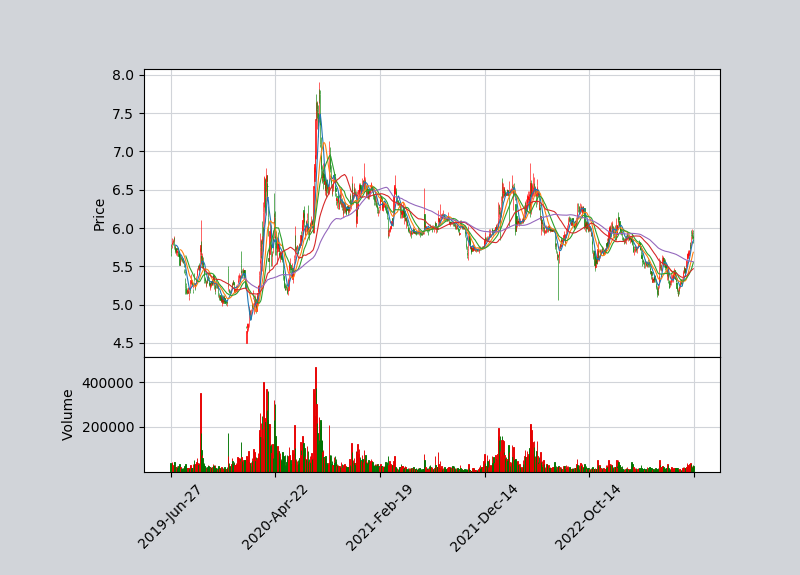 8.0
7.5
7.0
6.5
6.0
5.5
5.0
4.5
Price
400000
200000
Volume
2019-Jun-27
2020-Apr-22
2021-Feb-19
2021-Dec-14
2022-Oct-14